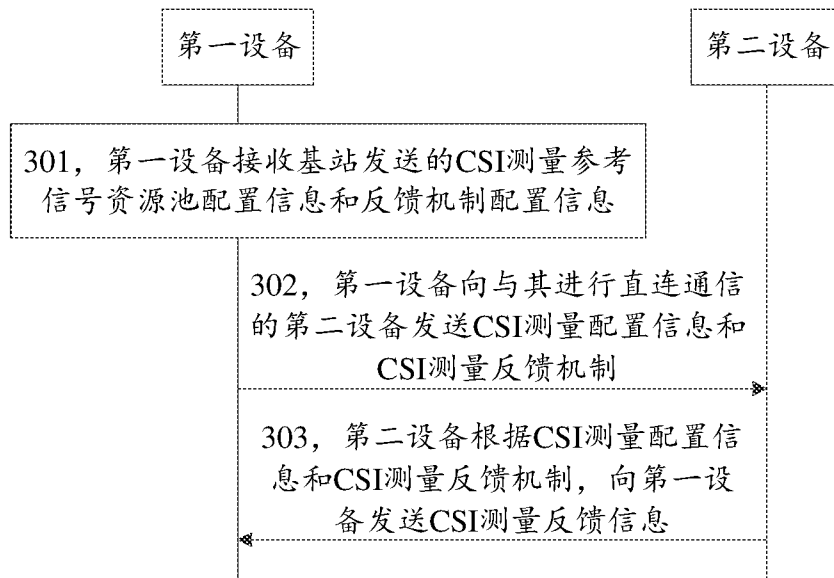 第一设备
第二设备
301，第一设备接收基站发送的CSI测量参考
信号资源池配置信息和反馈机制配置信息
302，第一设备向与其进行直连通信
的第二设备发送CSI测量配置信息和
CSI测量反馈机制
303，第二设备根据CSI测量配置信
息和CSI测量反馈机制，向第一设
备发送CSI测量反馈信息